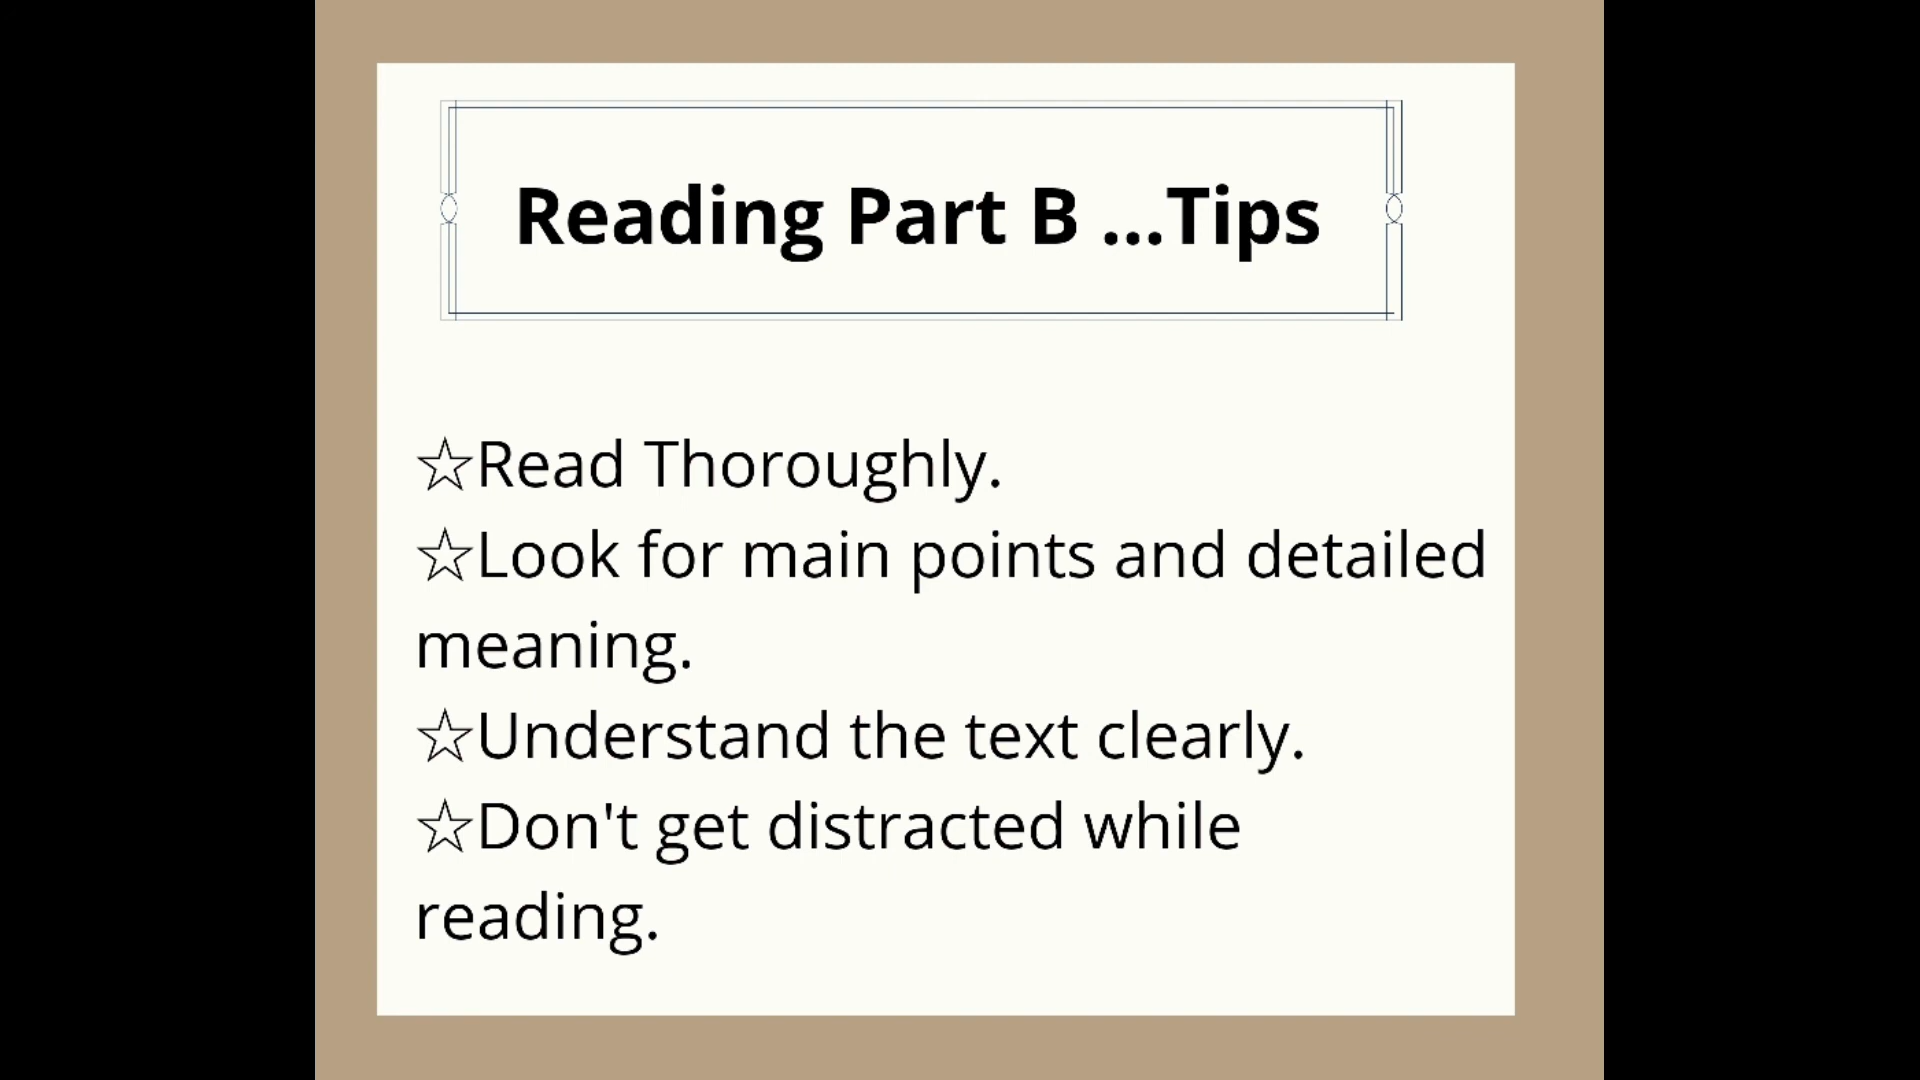 Reading Part B ...Tips
☆Read Thoroughly.
☆Look for main points and detailed
meaning.
☆Understand the text clearly.
☆Don't get distracted while
reading.